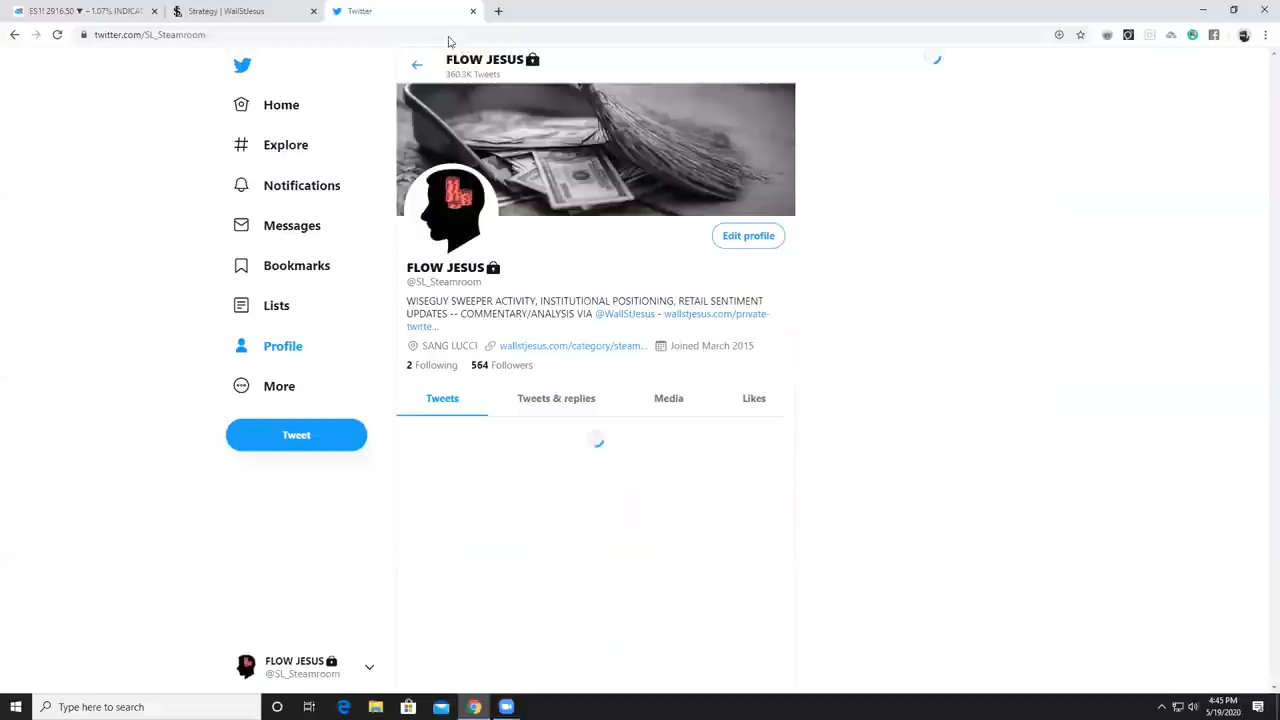 ES1! 2916.50 ▼ −1.07% INDICAT
Strategy | WallStJesus
Twitter
twitter.com/SL_Steamroom
FLOW JESUS
360.3K Tweets
Home
Explore
Notifications
Messages
Bookmarks
Lists
Profile
More
Tweet
Edit profile
FLOW JESUS
@SL_Steamroom
WISEGUY SWEEPER ACTIVITY, INSTITUTIONAL POSITIONING, RETAIL SENTIMENT
UPDATES -- COMMENTARY/ANALYSIS VIA @WallStJesus - wallstjesus.com/private-
twitte...
SANG LUCCI wallstjesus.com/category/steam... Joined March 2015
2 Following 564 Followers
Tweets Tweets & replies Media Likes
FLOW JESUS
@SL_Steamroom
Type here to search
4:45 PM
5/19/2020